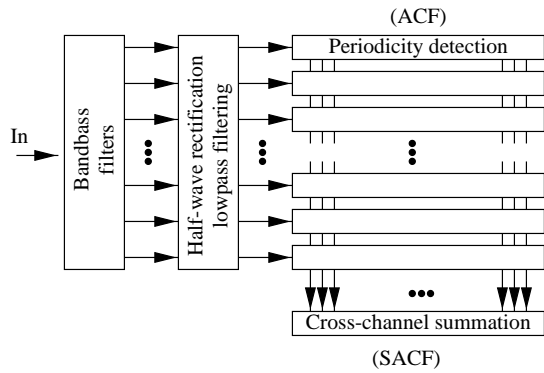 (ACF)
Periodicity detection
In
Bandbass
filters
Half-wave rectification
lowpass filtering
Cross-channel summation
(SACF)